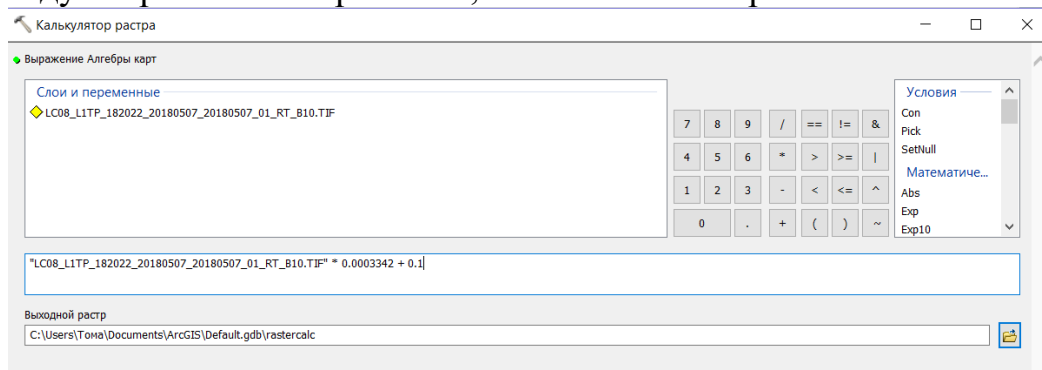 Калькулятор растра
Выражение Алгебры карт
Слои и переменные
LC08_L1TP_182022_20180507_20180507_01_RT_B10.TIF
7 8 9 / == != &
4 5 6 * > >= |
1 2 3 - < <= ^
0 . + ( ) ~
Условия
Con
Pick
SetNull
Математиче...
Abs
Exp
Exp10
"LC08_L1TP_182022_20180507_20180507_01_RT_B10.TIF" * 0.0003342 + 0.1
Выходной растр
C:\Users\Тома\Documents\ArcGIS\Default.gdb\rastercalc